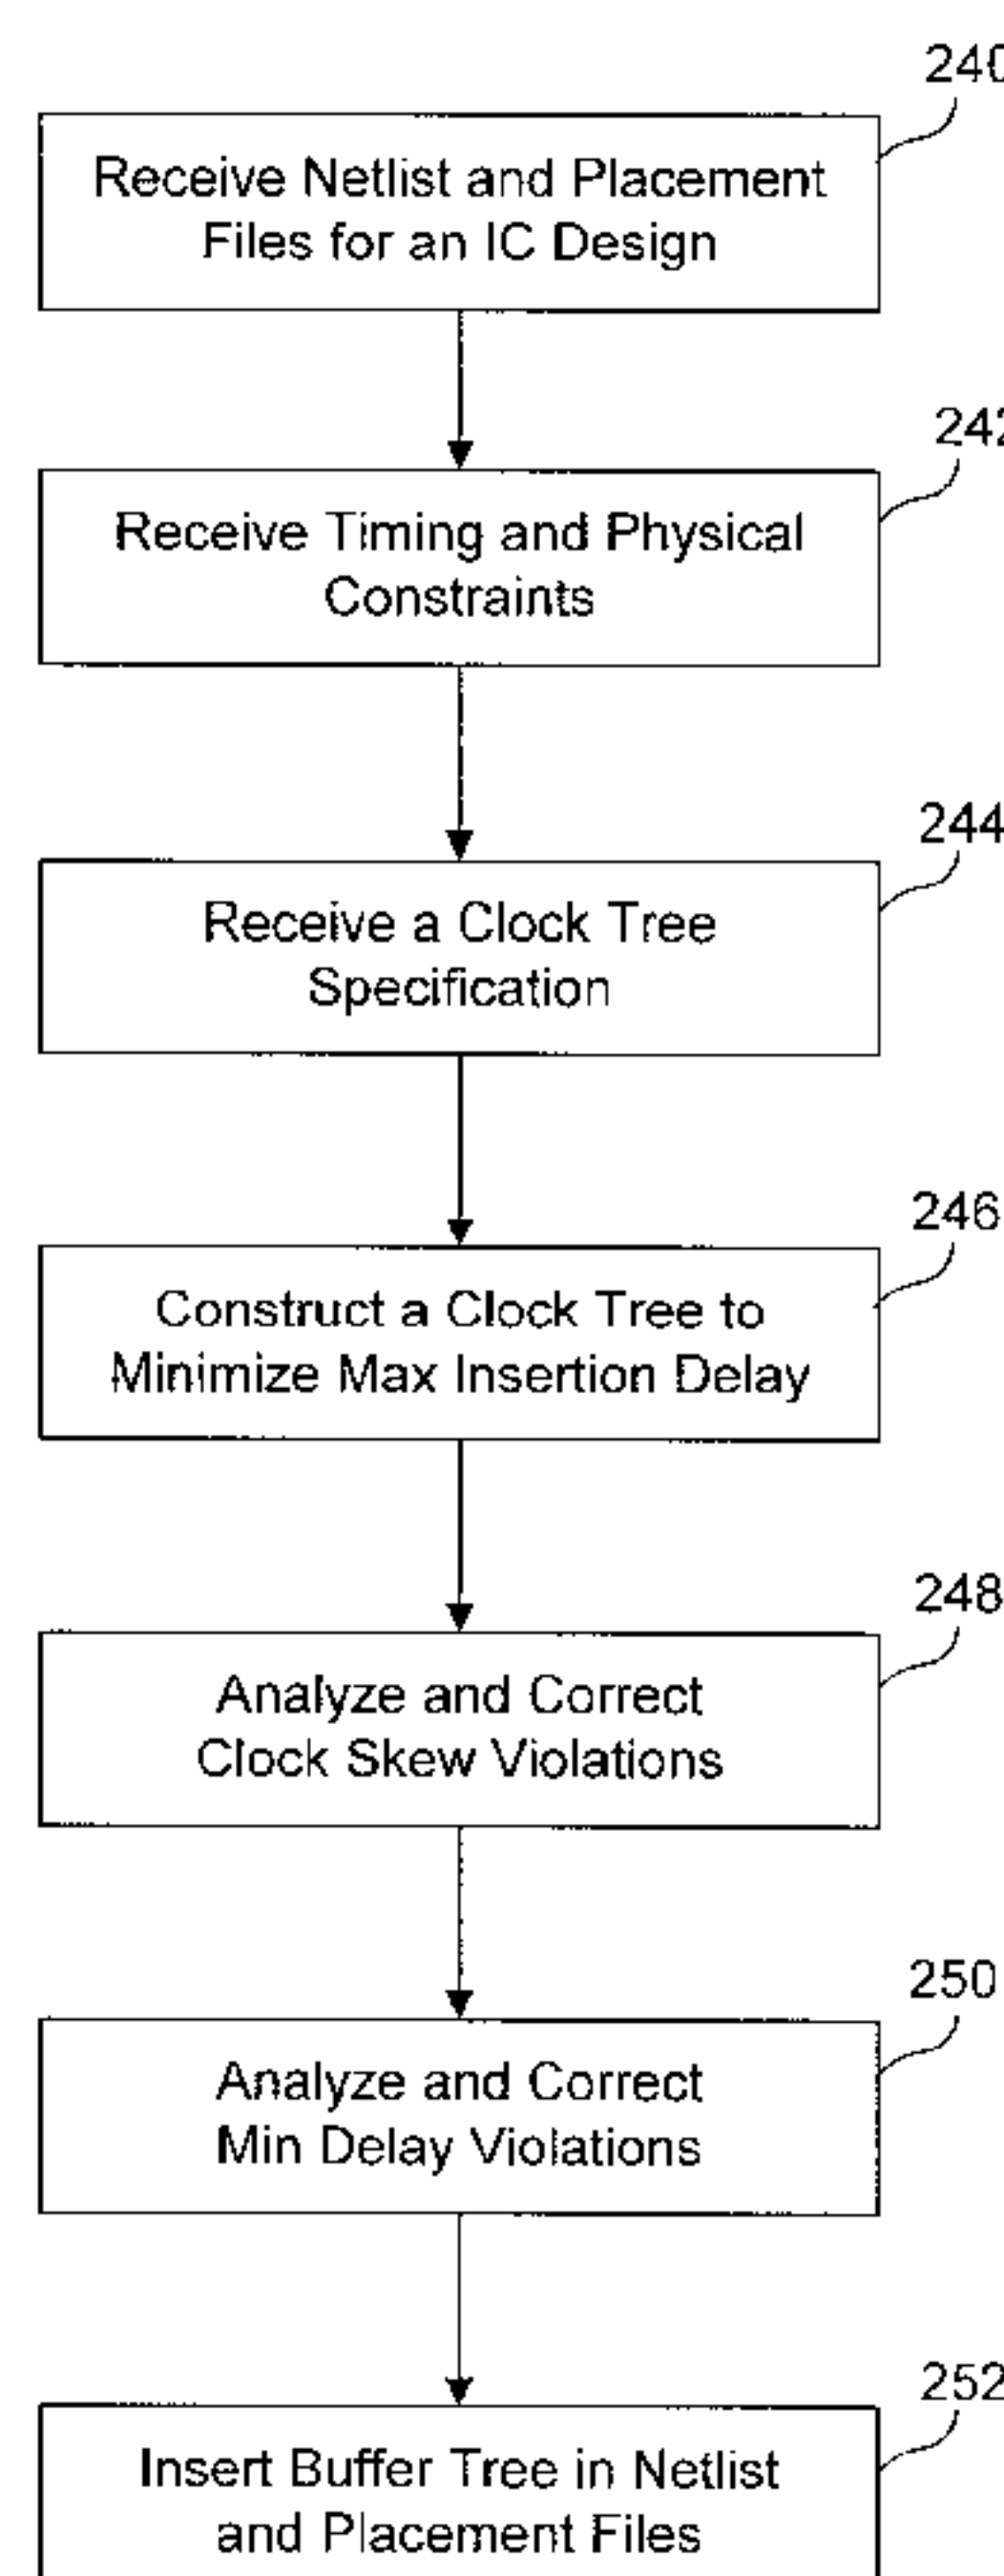 240
Receive Netlist and Placement
Files for an IC Design
242
Receive Timing and Physical
Constraints
244
Receive a Clock Tree
Specification
246
Construct a Clock Tree to
Minimize Max Insertion Delay
248
Analyze and Correct
Clock Skew Violations
250
Analyze and Correct
Min Delay Violations
252
Insert Buffer Tree in Netlist
and Placement Files